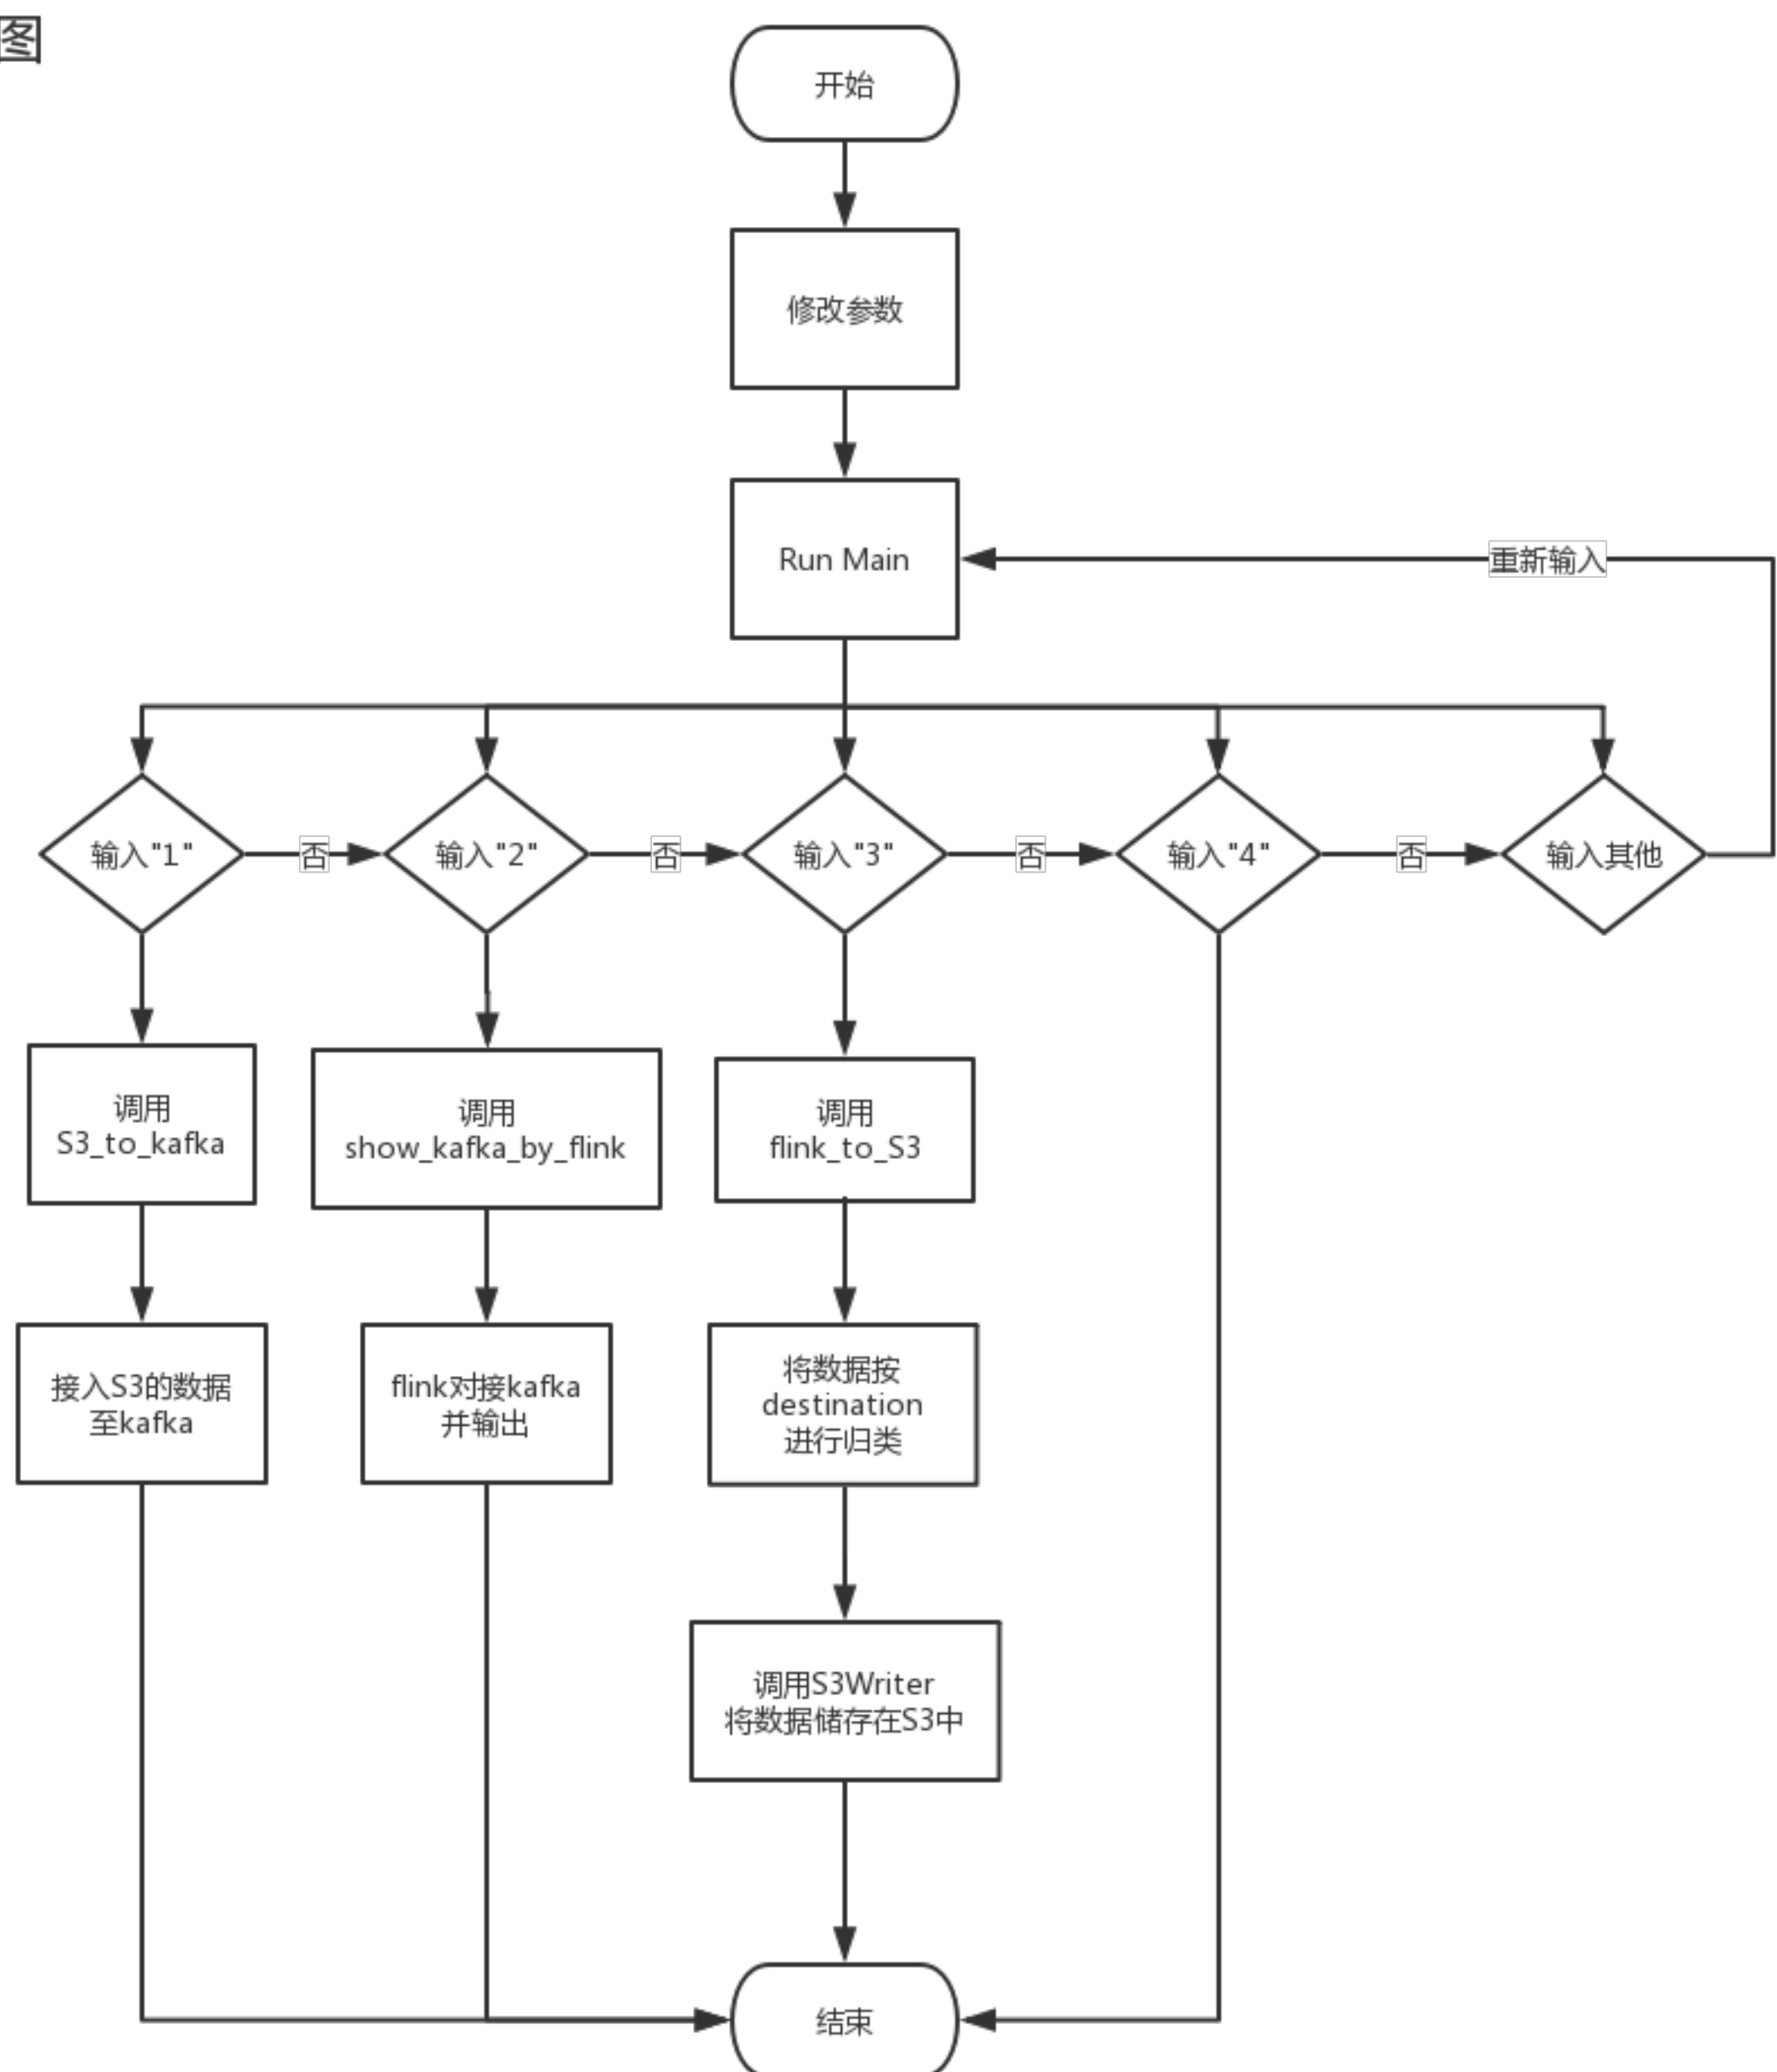 图
开始
修改参数
Run Main
重新输入
输入"1"
否
输入"2"
否
输入"3"
否
输入"4"
否
输入其他
调用
S3_to_kafka
调用
show_kafka_by_flink
调用
flink_to_S3
接入S3的数据
至kafka
flink对接kafka
并输出
将数据按
destination
进行归类
调用S3Writer
将数据储存在S3中
结束